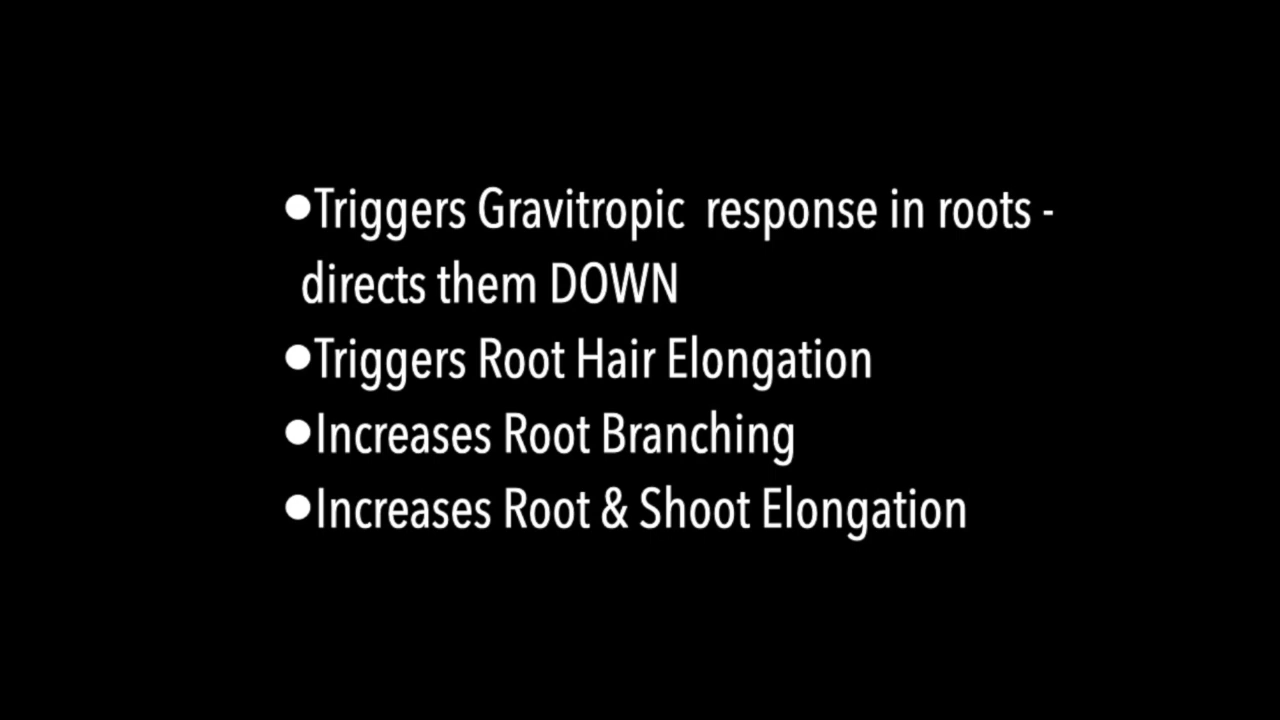 ●Triggers Gravitropic  response in roots -
directs them DOWN
●Triggers Root Hair Elongation
●Increases Root Branching
●Increases Root & Shoot Elongation